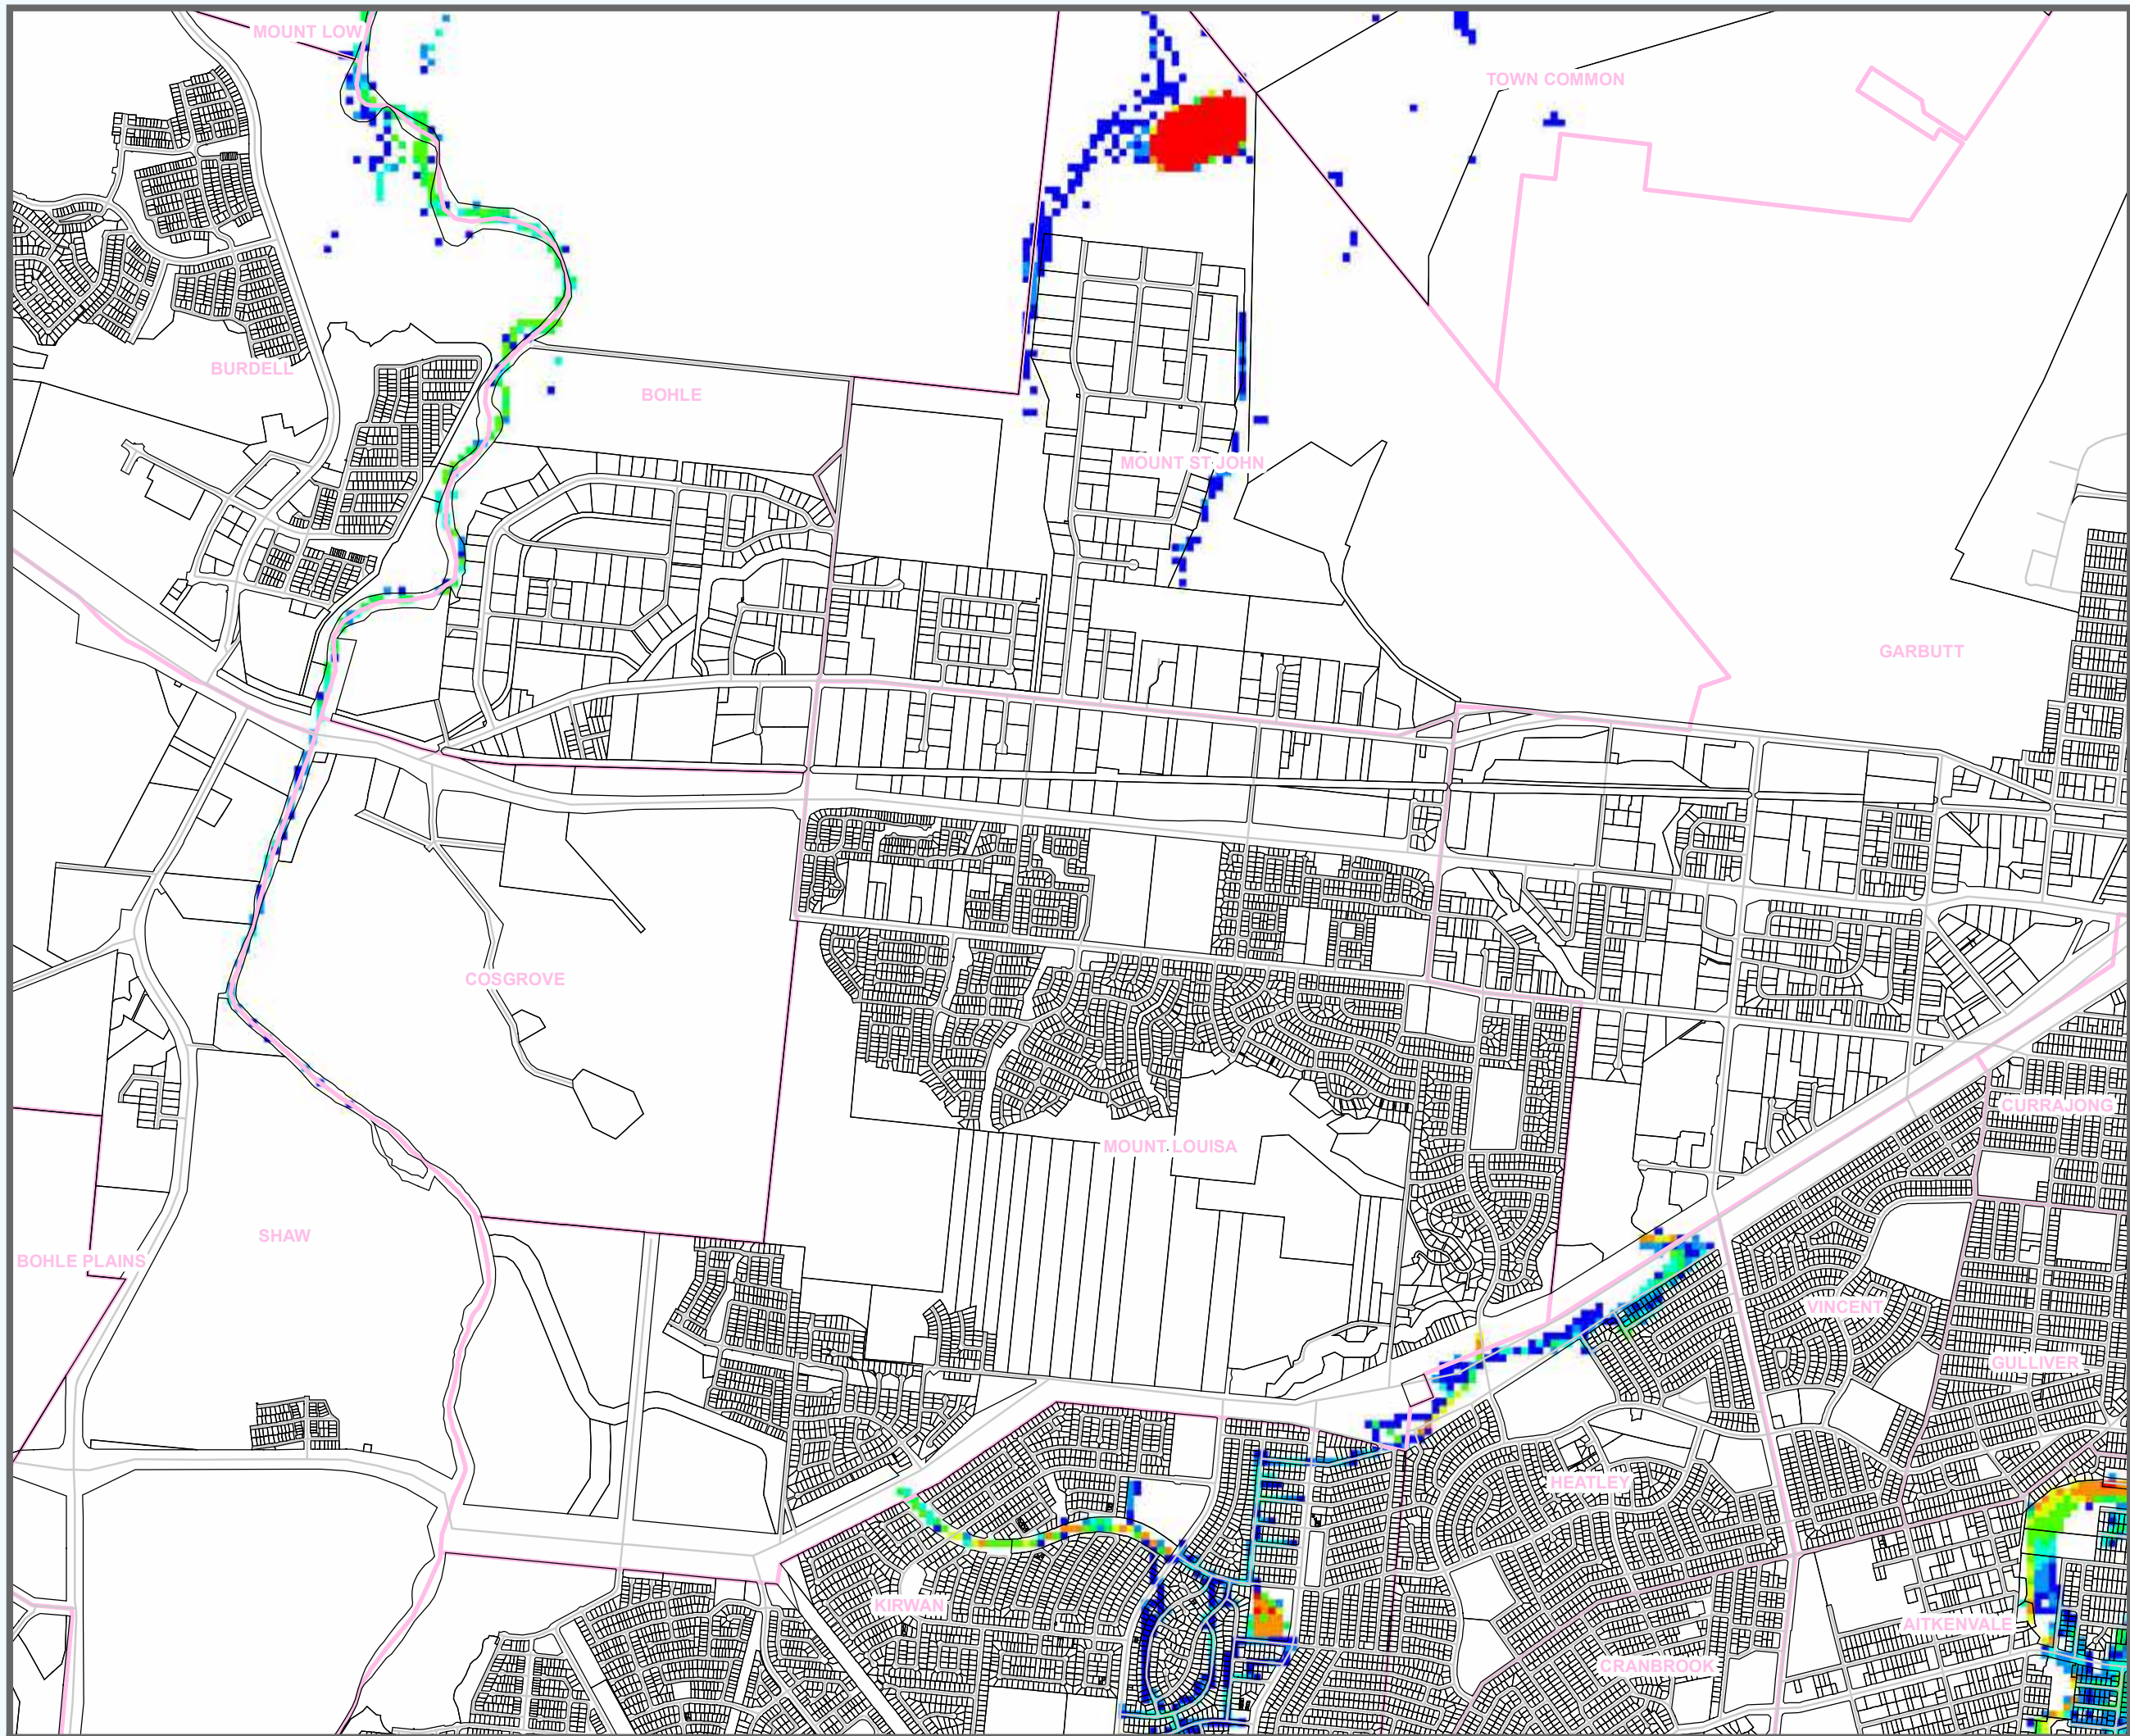 MOUNT LOW
TOWN COMMON
BURDELL
BOHLE
MOUNT ST JOHN
GARBUTT
COSGROVE
CURRAJONG
MOUNT LOUISA
SHAW
BOHLE PLAINS
VINCENT
GULLIVER
HEATLEY
KIRWAN
AITKENVALE
CRANBROOK